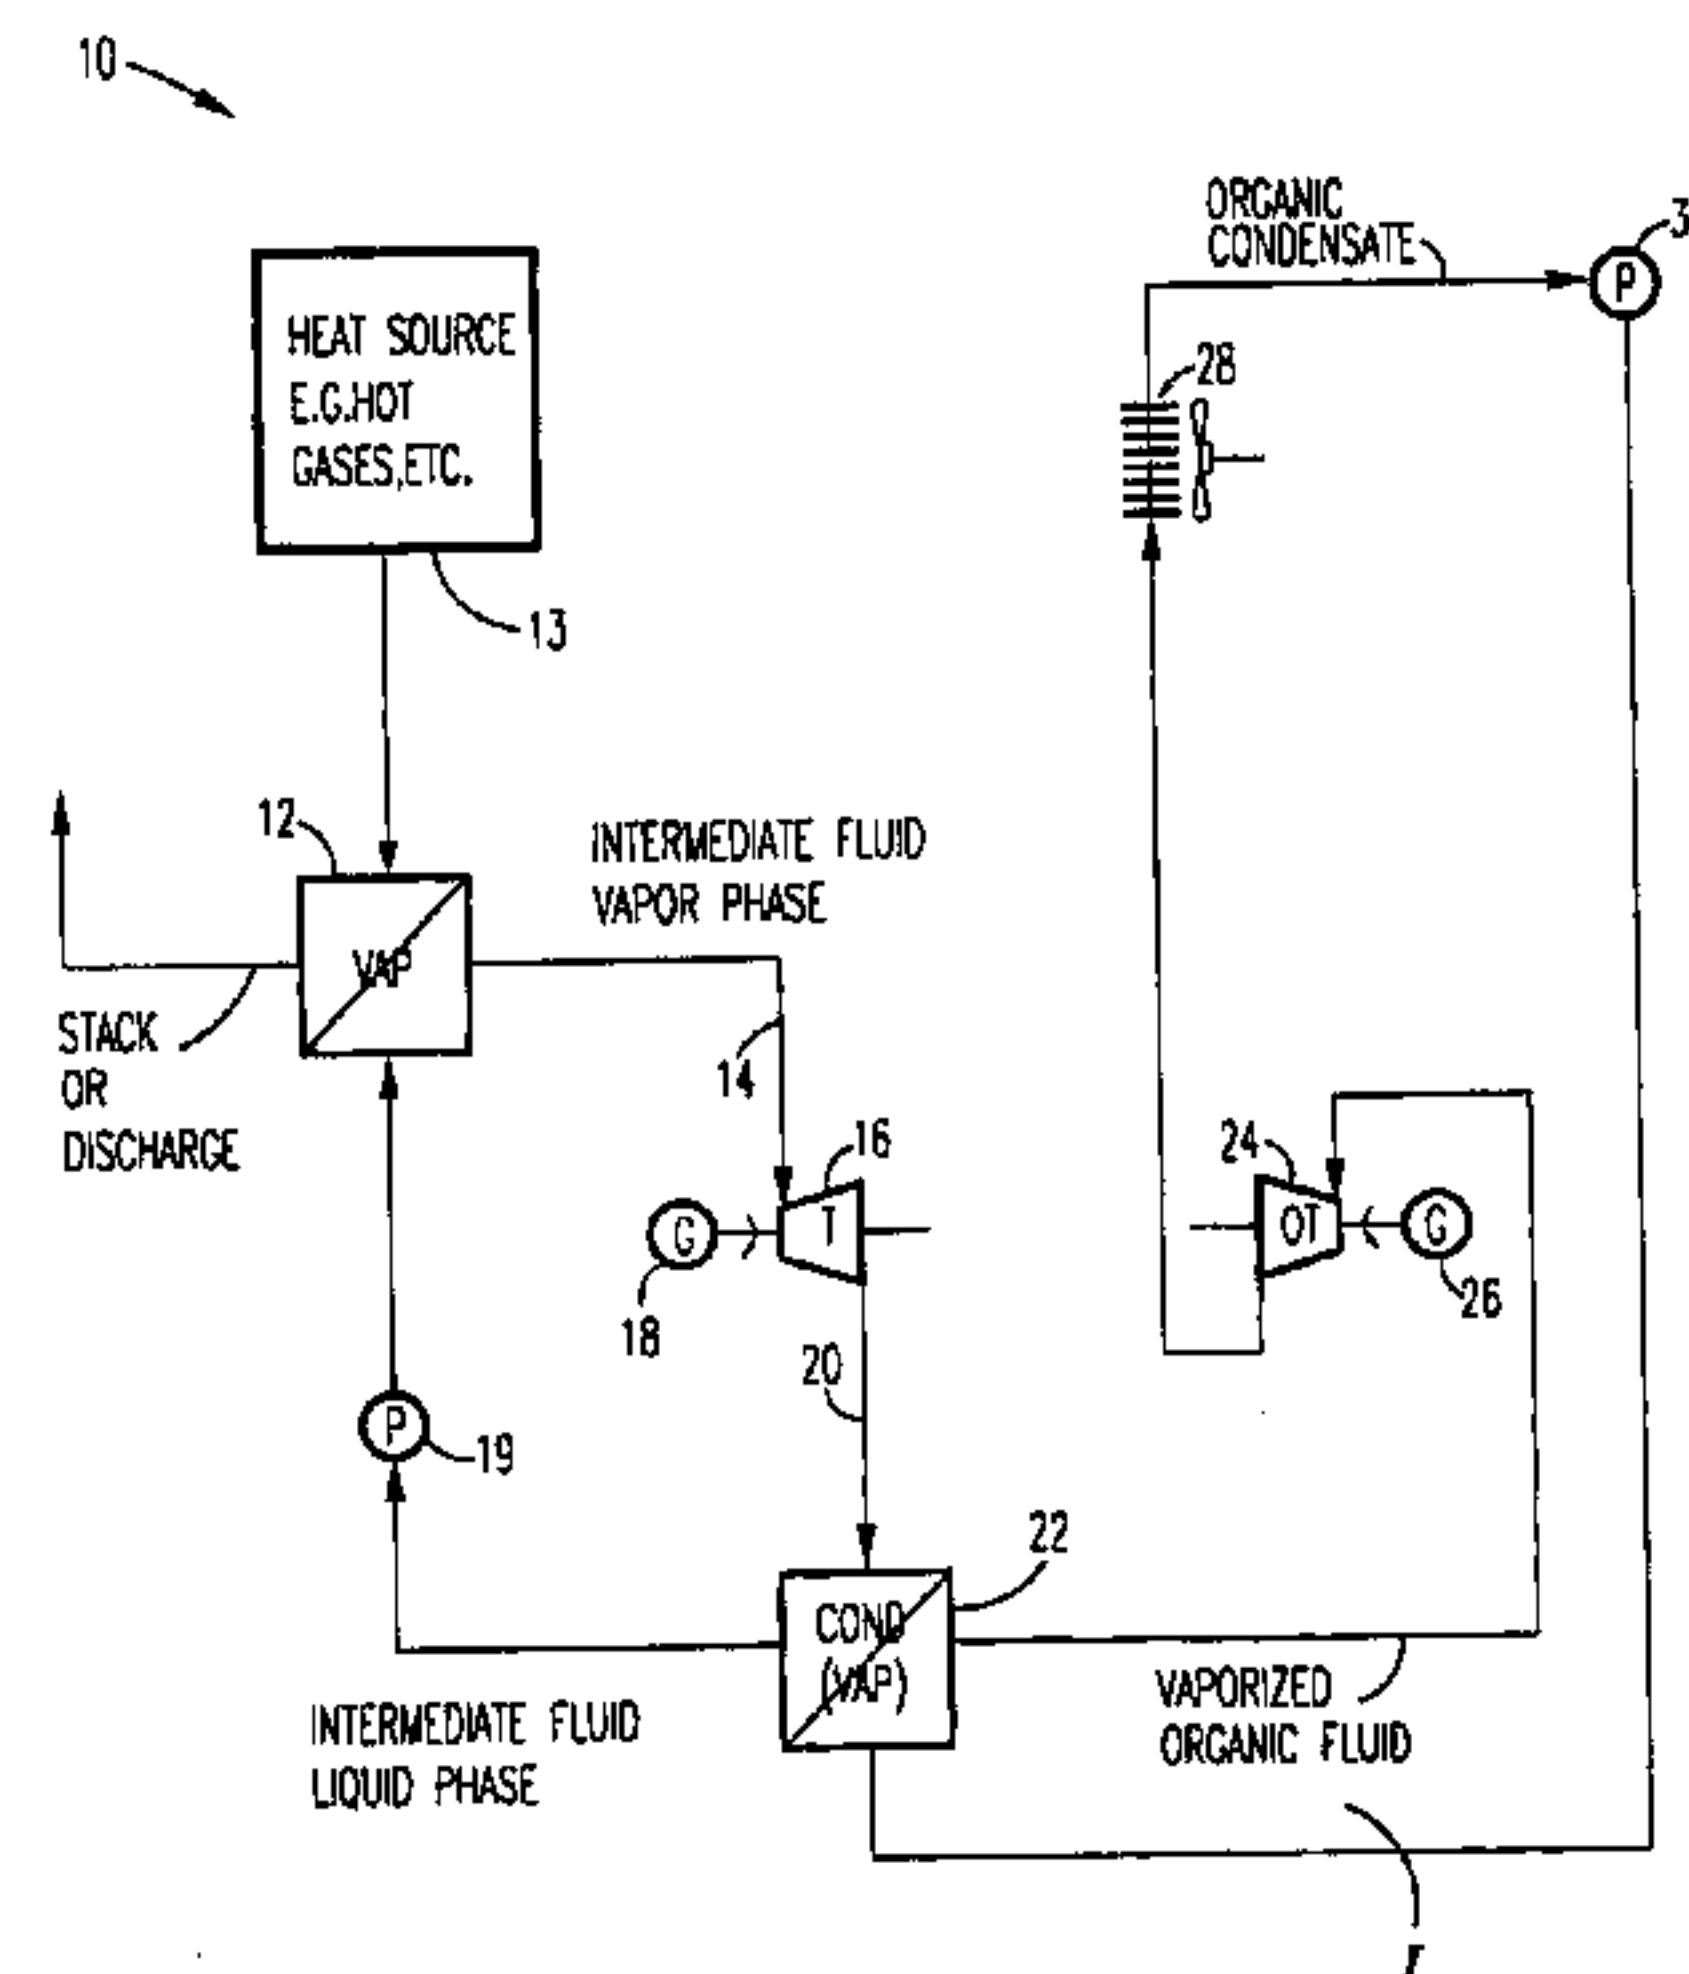 10
ORGANIC
CONDENSATE
3
P
HEAT SOURCE
E.G.HOT
GASES,ETC.
28
13
12
INTERMEDIATE FLUID
VAPOR PHASE
VAP
STACK
OR
DISCHARGE
14
16
24
G
T
OT
G
18
26
20
P
19
22
COND
(VAP)
INTERMEDIATE FLUID
LIQUID PHASE
VAPORIZED
ORGANIC FLUID